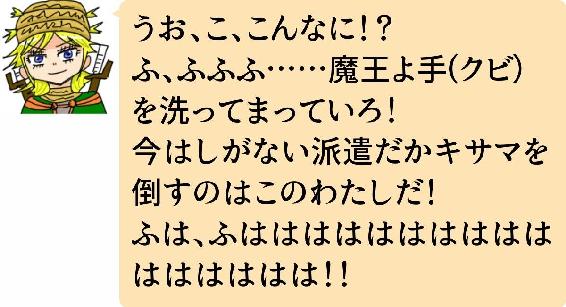 うお、こ、こんなに！？
ふ、ふふふ……魔王よ手(クビ)
を洗ってまっていろ！
今はしがない派遣だかキサマを
倒すのはこのわたしだ！
ふは、ふはははははははははは
はははははは！！